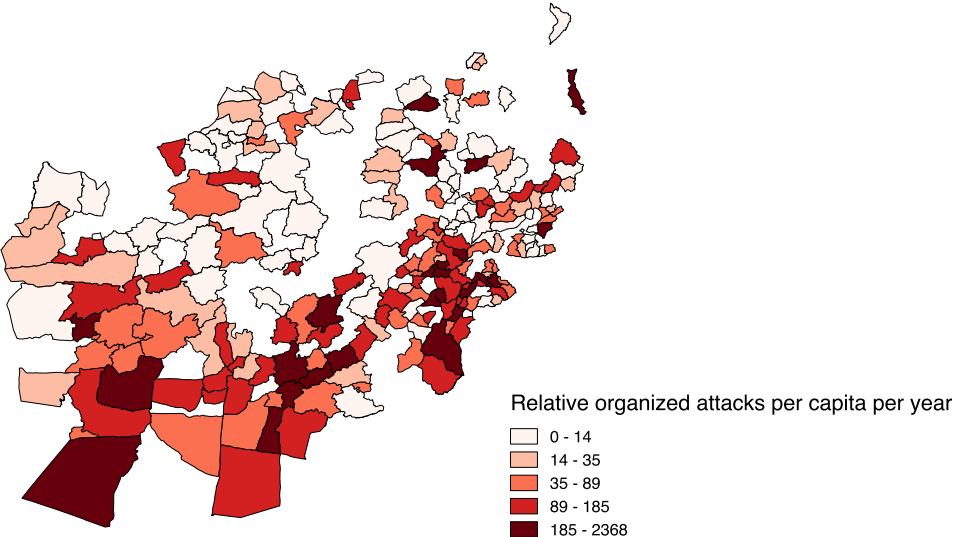 Relative organized attacks per capita per year
0 - 14
14 - 35
35 - 89
89 - 185
185 - 2368